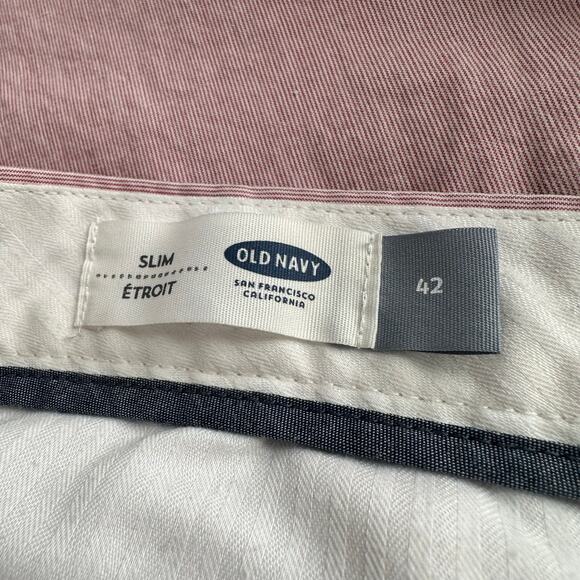 SLIM
ÉTROIT
OLD NAVY
SAN FRANCISCO
CALIFORNIA
42